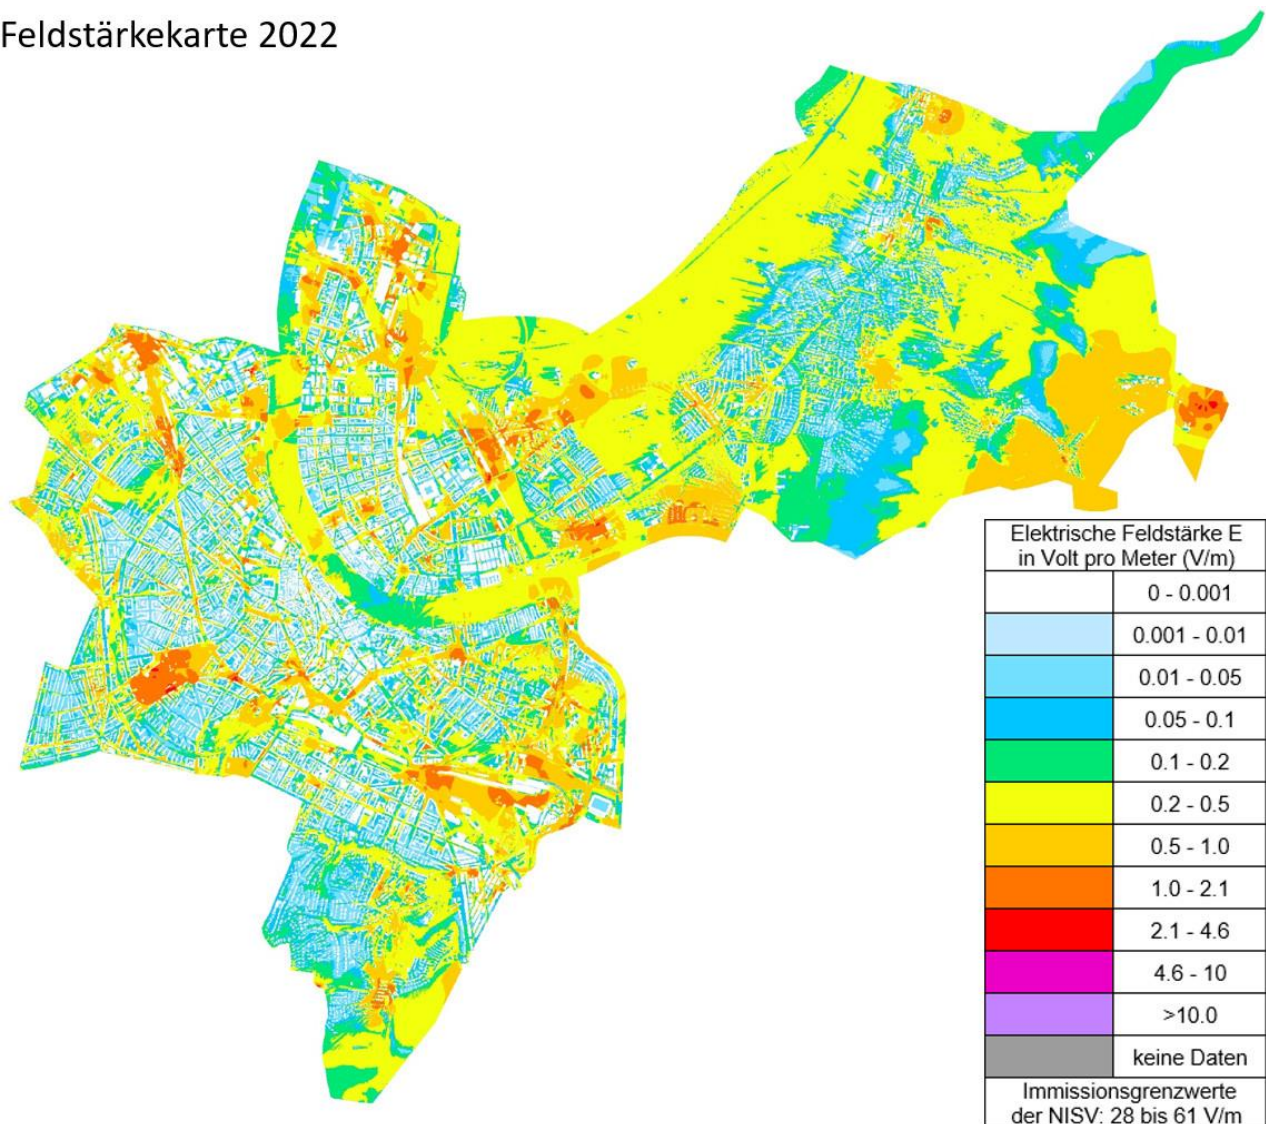 Feldstärkekarte 2022
Elektrische Feldstärke E
in Volt pro Meter (V/m)
0 - 0.001
0.001 - 0.01
0.01 - 0.05
0.05 - 0.1
0.1 - 0.2
0.2 - 0.5
0.5 - 1.0
1.0 - 2.1
2.1 - 4.6
4.6 - 10
>10.0
keine Daten
Immissionsgrenzwerte
der NISV: 28 bis 61 V/m